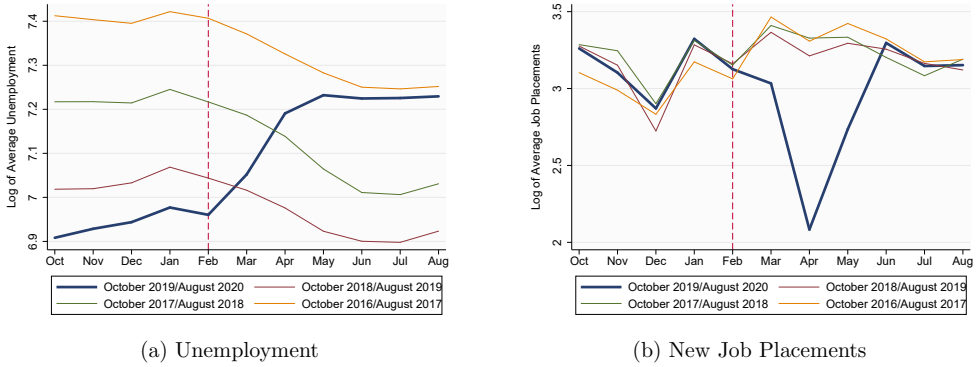 Log of Average Unemployment
7.4
7.3
7.2
7.1
7
6.9
Oct Nov Dec Jan Feb Mar Apr May Jun Jul Aug
October 2019/August 2020 October 2018/August 2019
October 2017/August 2018 October 2016/August 2017
(a) Unemployment
Log of Average Job Placements
3.5
3
2.5
2
Oct Nov Dec Jan Feb Mar Apr May Jun Jul Aug
October 2019/August 2020 October 2018/August 2019
October 2017/August 2018 October 2016/August 2017
(b) New Job Placements